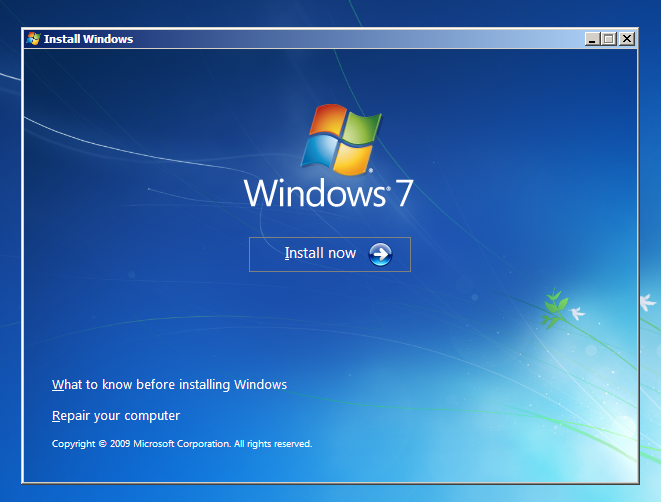 Install Windows
Windows® 7
Install now
What to know before installing Windows
Repair your computer
Copyright © 2009 Microsoft Corporation. All rights reserved.